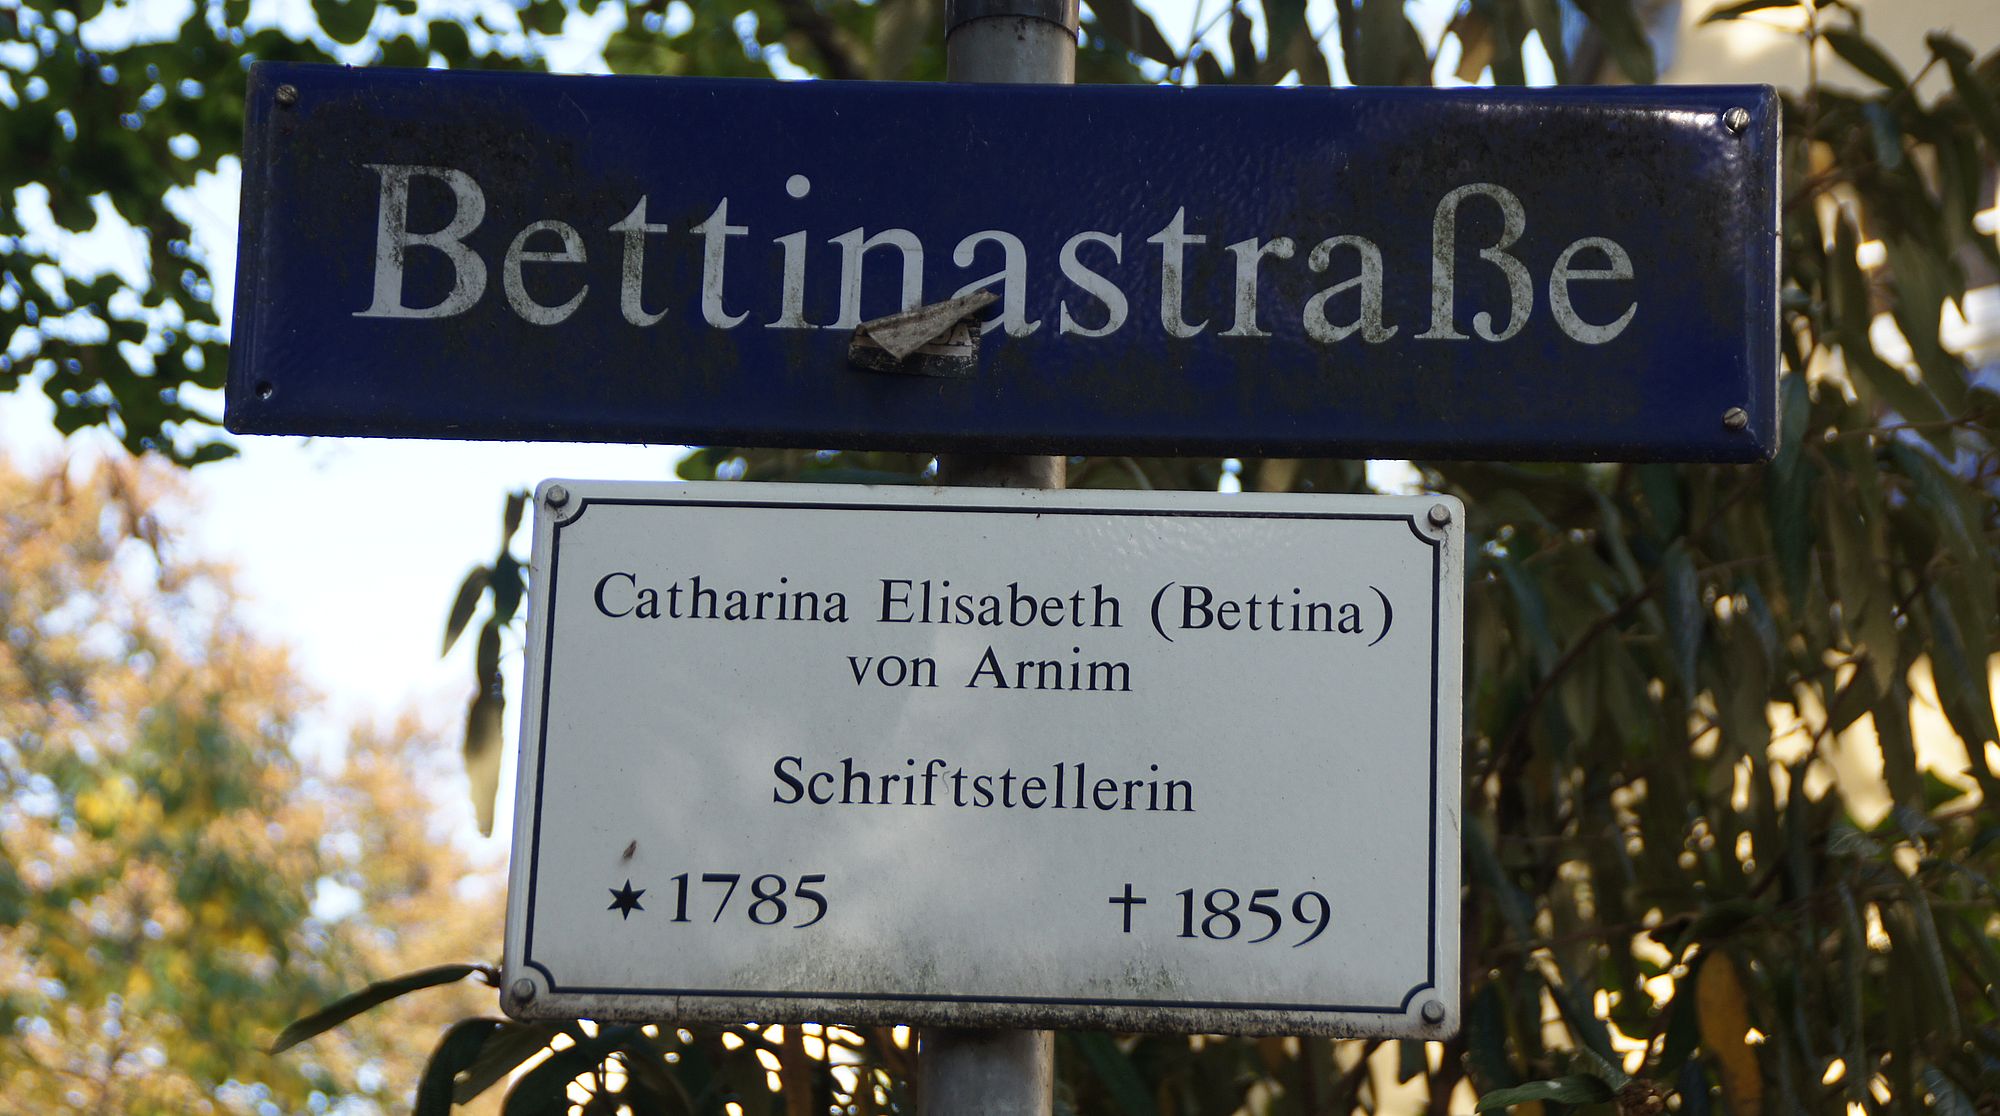 Bettinastraße
Catharina Elisabeth (Bettina)
von Arnim
Schriftstellerin
✶ 1785 † 1859